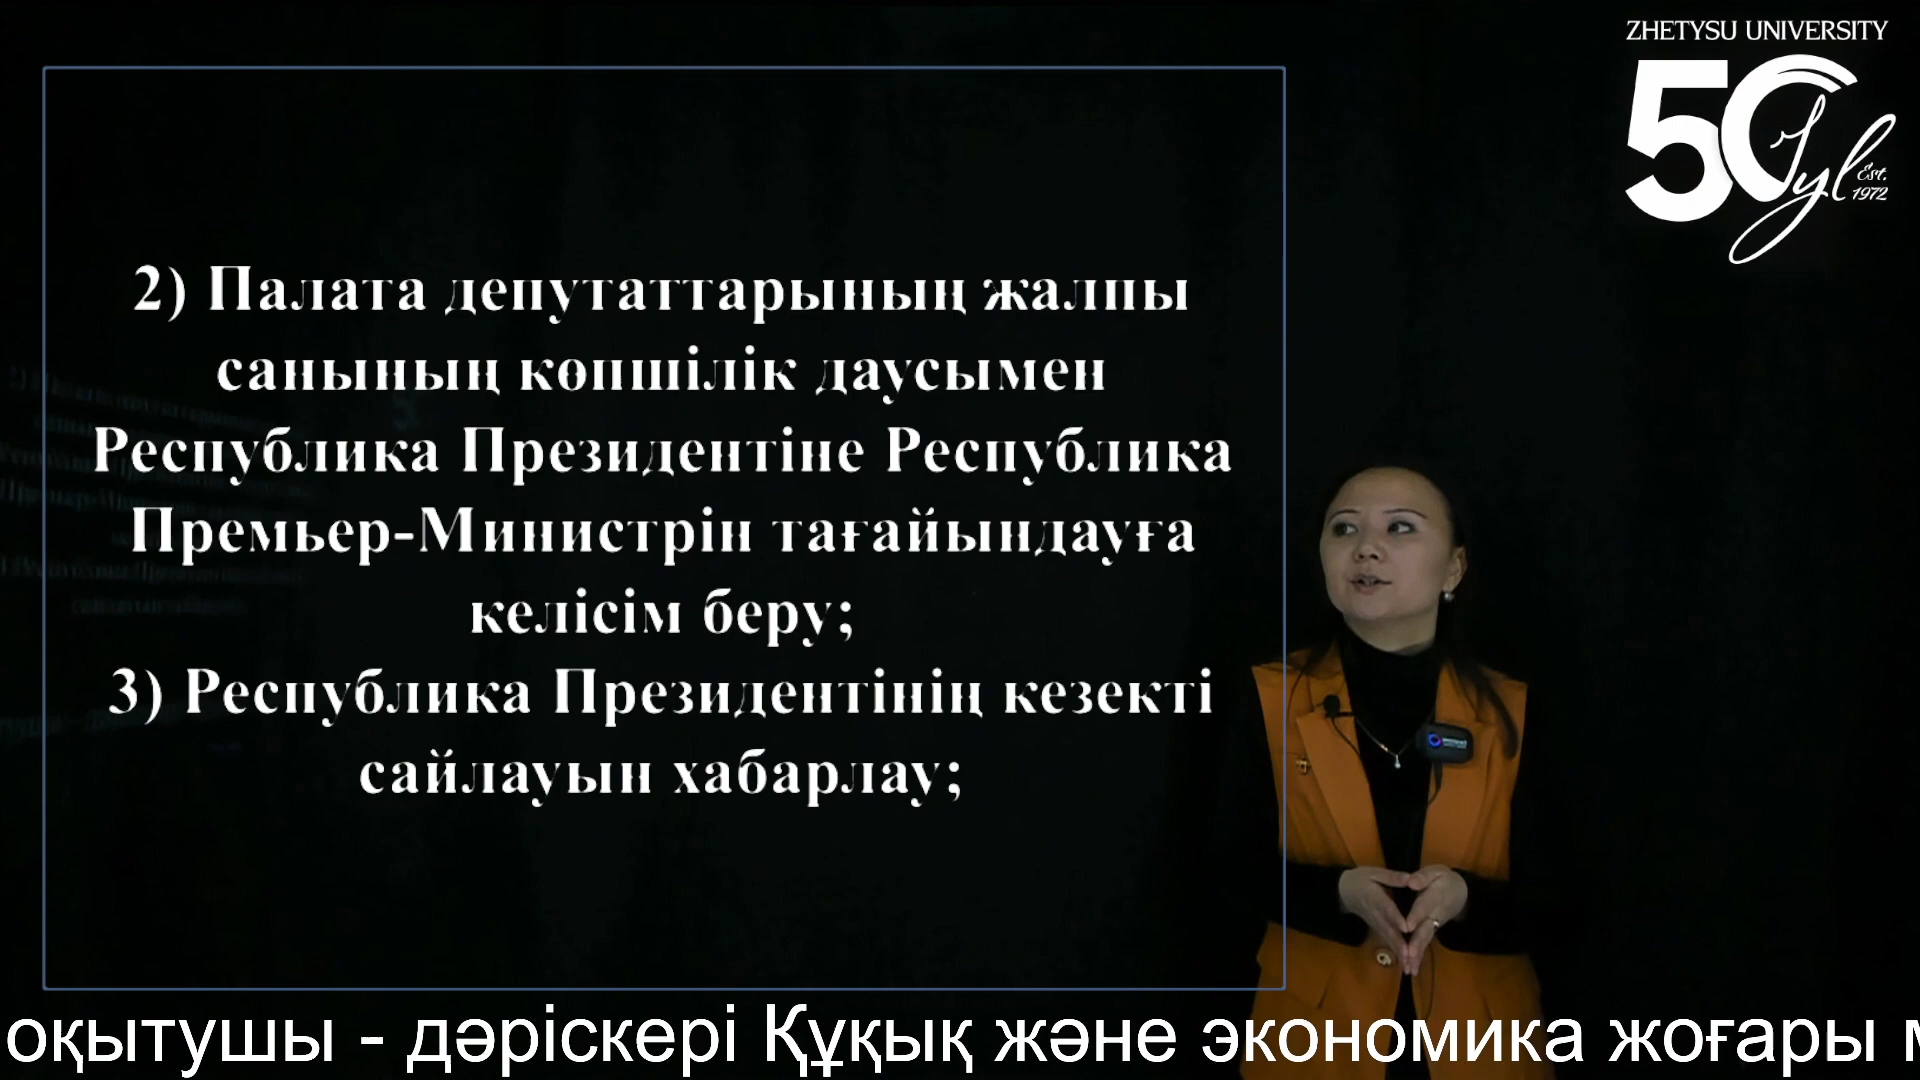 ZHETYSU UNIVERSITY
50 Jyl
Est.
1972
2) Палата депутаттарының жалпы
санының көпшілік даусымен
Республика Президентіне Республика
Премьер-Министрін тағайындауға
келісім беру;
3) Республика Президентінің кезекті
сайлауын хабарлау;
оқытушы - дәріскері Құқық және экономика жоғары